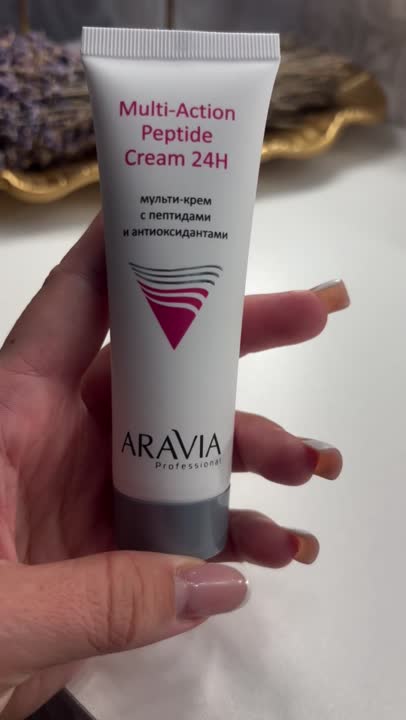 Multi-Action
Peptide
Cream 24H
мульти-крем
с пептидами
и антиоксидантами
ARAVIA
Professional